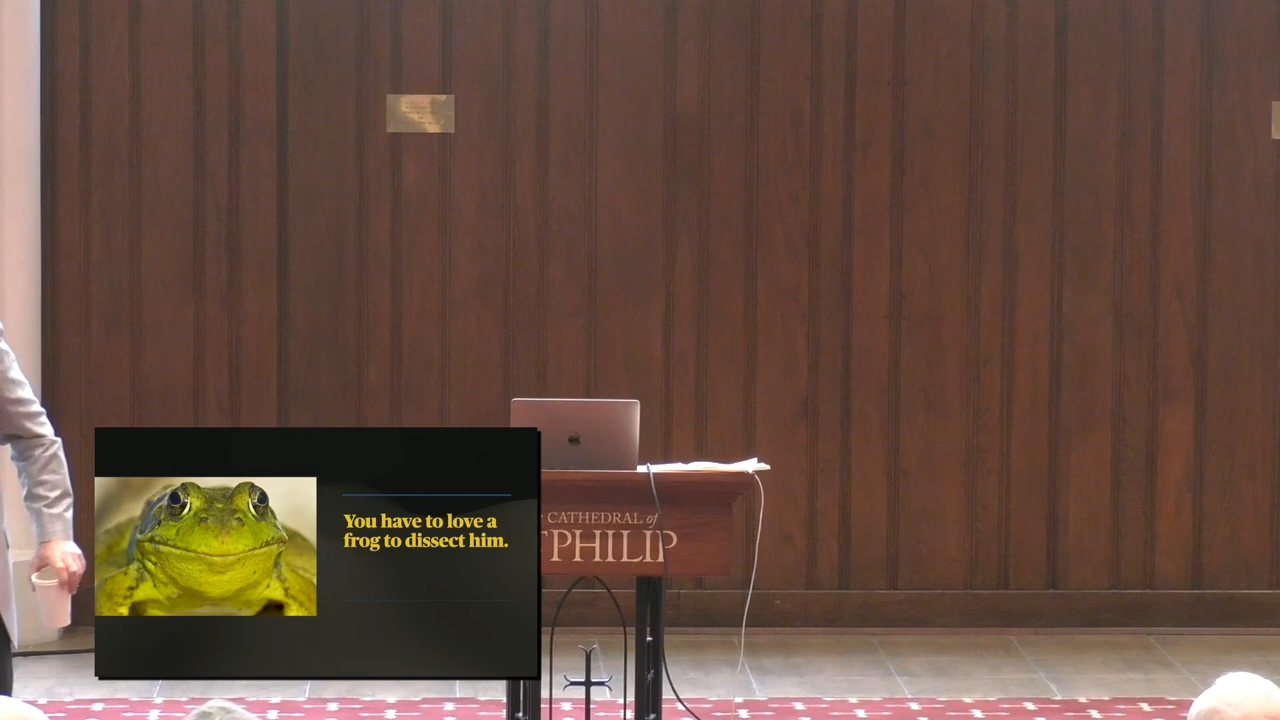 You have to love a
frog to dissect him.
CATHEDRAL of
PHILIP